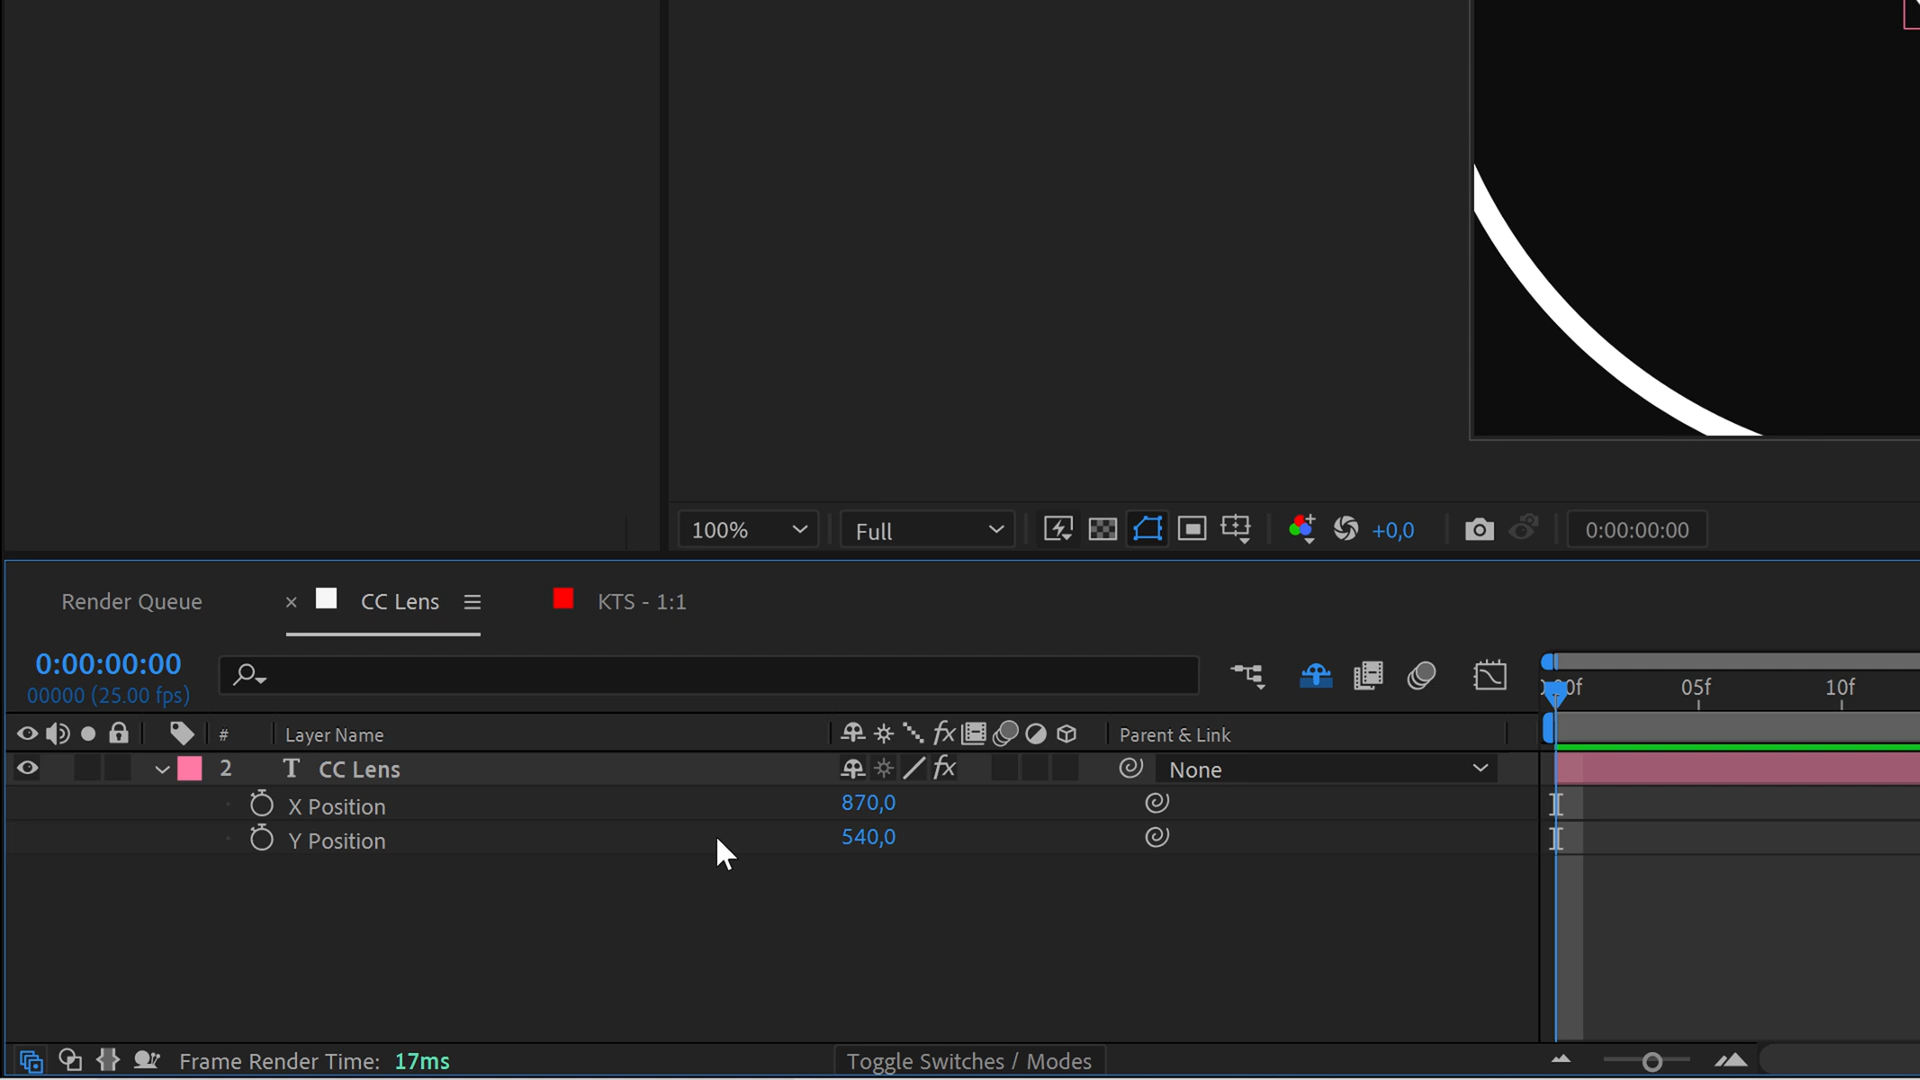 100%
Full
+0,0
0:00:00:00
Render Queue
× CC Lens
KTS - 1:1
0:00:00:00
00000 (25.00 fps)
05f
10f
#
Layer Name
fx
Parent & Link
2
T CC Lens
fx
None
X Position
870,0
Y Position
540,0
Frame Render Time: 17ms
Toggle Switches / Modes